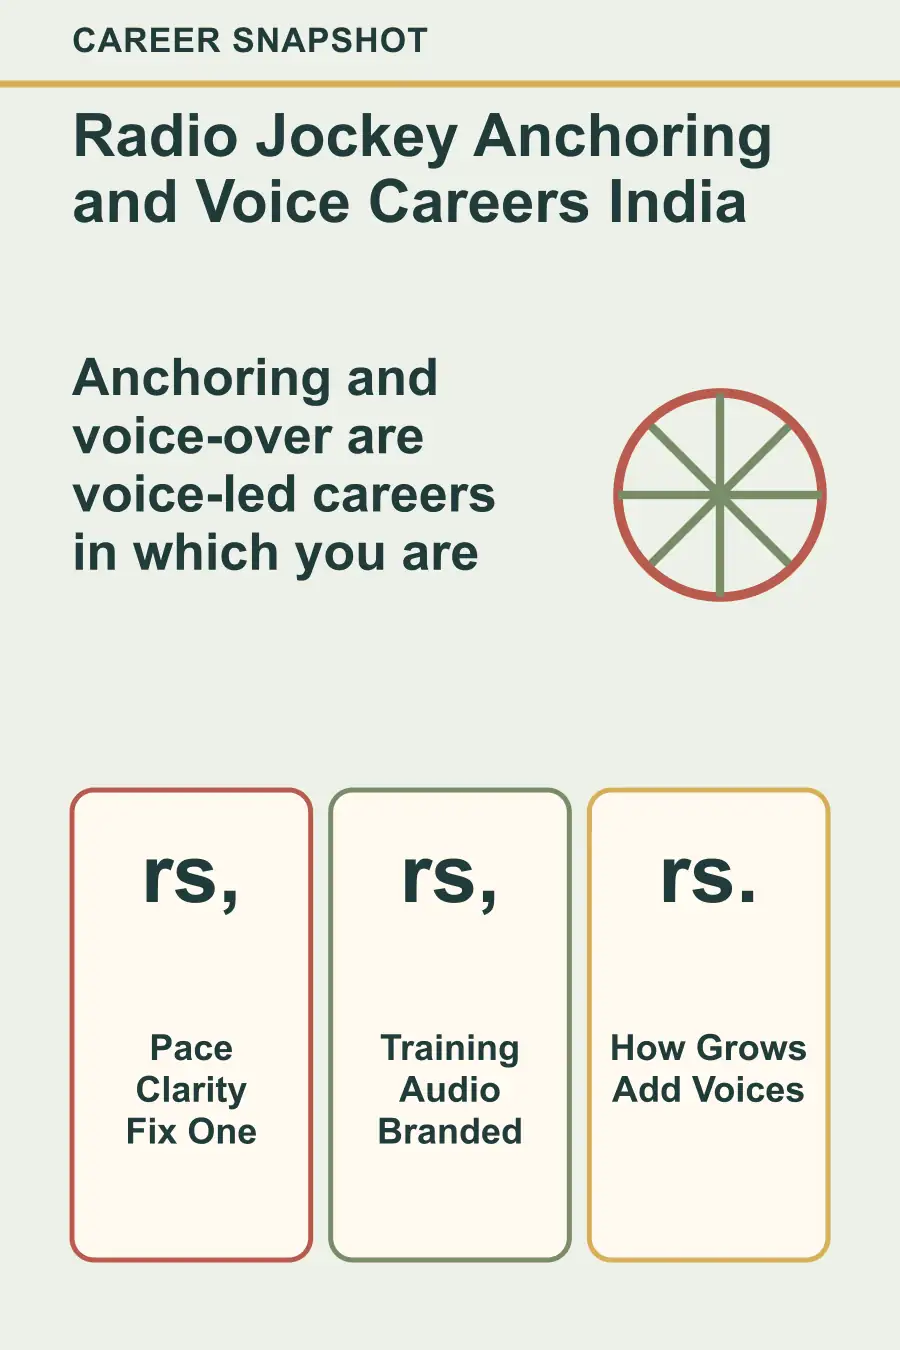 CAREER SNAPSHOT
Radio Jockey Anchoring
and Voice Careers India
Anchoring and
voice-over are
voice-led careers
in which you are
rs,
Pace
Clarity
Fix One
rs,
Training
Audio
Branded
rs.
How Grows
Add Voices